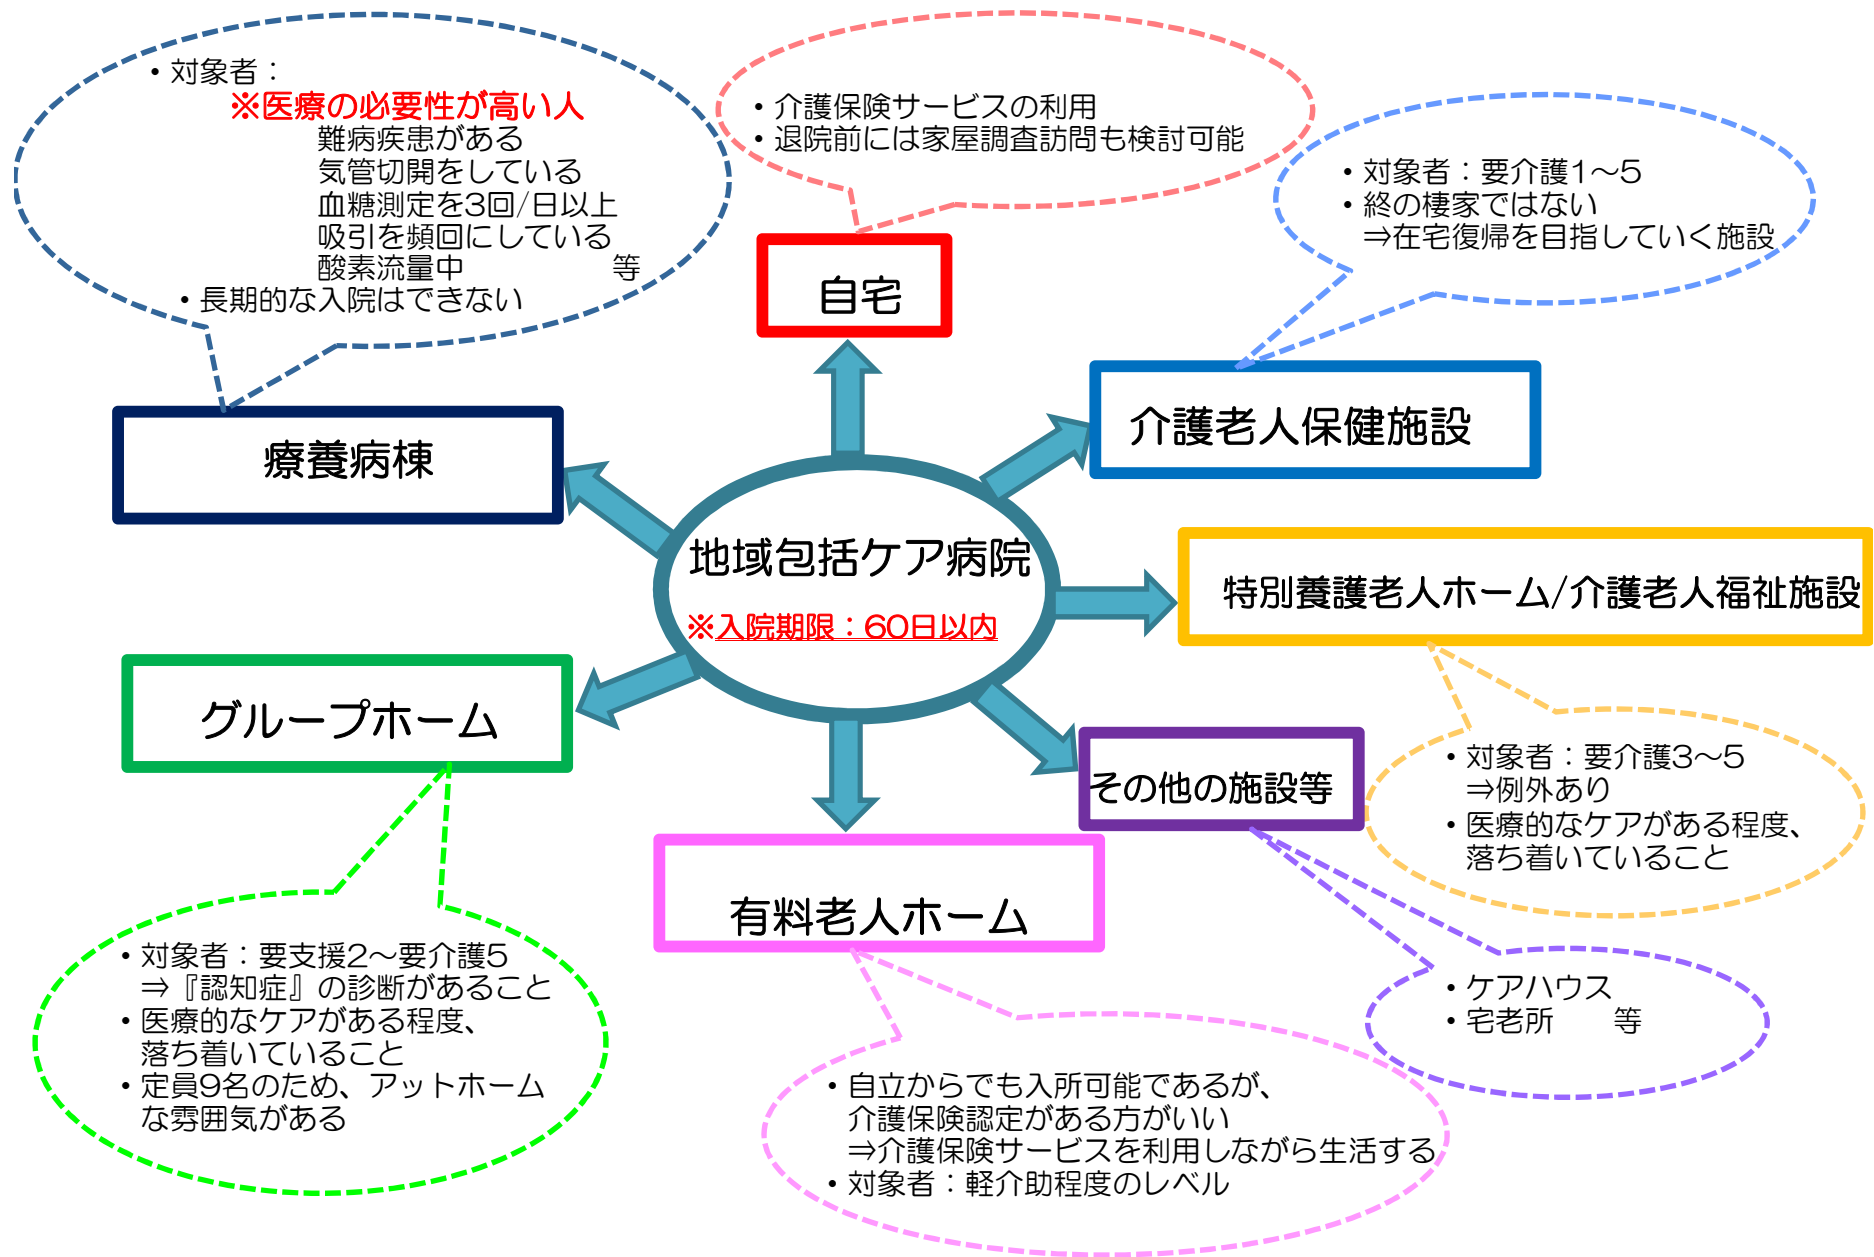 ・対象者：
※医療の必要性が高い人
難病疾患がある
気管切開をしている
血糖測定を3回/日以上
吸引を頻回にしている
酸素流量中　　　　　等
・長期的な入院はできない
療養病棟
・介護保険サービスの利用
・退院前には家屋調査訪問も検討可能
自宅
・対象者：要介護1～5
・終の棲家ではない
⇒在宅復帰を目指していく施設
介護老人保健施設
地域包括ケア病院
※入院期限：60日以内
特別養護老人ホーム/介護老人福祉施設
・対象者：要介護3～5
⇒例外あり
・医療的なケアがある程度、
落ち着いていること
グループホーム
・対象者：要支援2～要介護5
⇒『認知症』の診断があること
・医療的なケアがある程度、
落ち着いていること
・定員9名のため、アットホーム
な雰囲気がある
その他の施設等
・ケアハウス
・宅老所　　等
有料老人ホーム
・自立からでも入所可能であるが、
介護保険認定がある方がいい
⇒介護保険サービスを利用しながら生活する
・対象者：軽介助程度のレベル